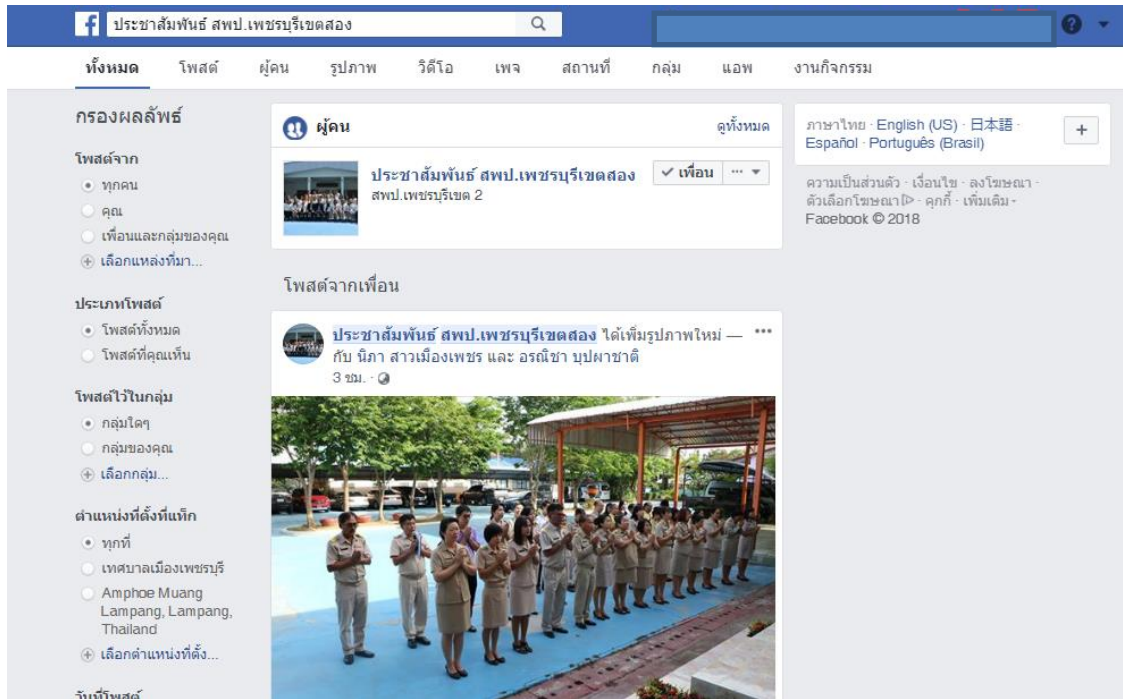 f ประชาสัมพันธ์ สพป.เพชรบุรีเขตสอง
ทั้งหมด โพสต์ ผู้คน รูปภาพ วิดีโอ เพจ สถานที่ กลุ่ม แอพ งานกิจกรรม
กรองผลลัพธ์
โพสต์จาก
ทุกคน
คุณ
เพื่อนและกลุ่มของคุณ
เลือกแหล่งที่มา...
ประเภทโพสต์
โพสต์ทั้งหมด
โพสต์ที่คุณเห็น
โพสต์ไว้ในกลุ่ม
กลุ่มใดๆ
กลุ่มของคุณ
เลือกกลุ่ม...
ตำแหน่งที่ตั้งที่แท็ก
ทุกที่
เทศบาลเมืองเพชรบุรี
Amphoe Muang
Lampang, Lampang,
Thailand
เลือกตำแหน่งที่ตั้ง...
วันที่โพสต์
ผู้คน ดูทั้งหมด
ประชาสัมพันธ์ สพป.เพชรบุรีเขตสอง เพื่อน ...
สพป.เพชรบุรีเขต 2
โพสต์จากเพื่อน
ประชาสัมพันธ์ สพป.เพชรบุรีเขตสอง ได้เพิ่มรูปภาพใหม่ —
กับ นิภา สาวเมืองเพชร และ อรณิชา บุปผาชาติ
3 ชม. ·
ภาษาไทย · English (US) · 日本語 ·
Español · Português (Brasil) +
ความเป็นส่วนตัว · เงื่อนไข · ลงโฆษณา ·
ตัวเลือกโฆษณา · คุกกี้ · เพิ่มเติม
Facebook © 2018